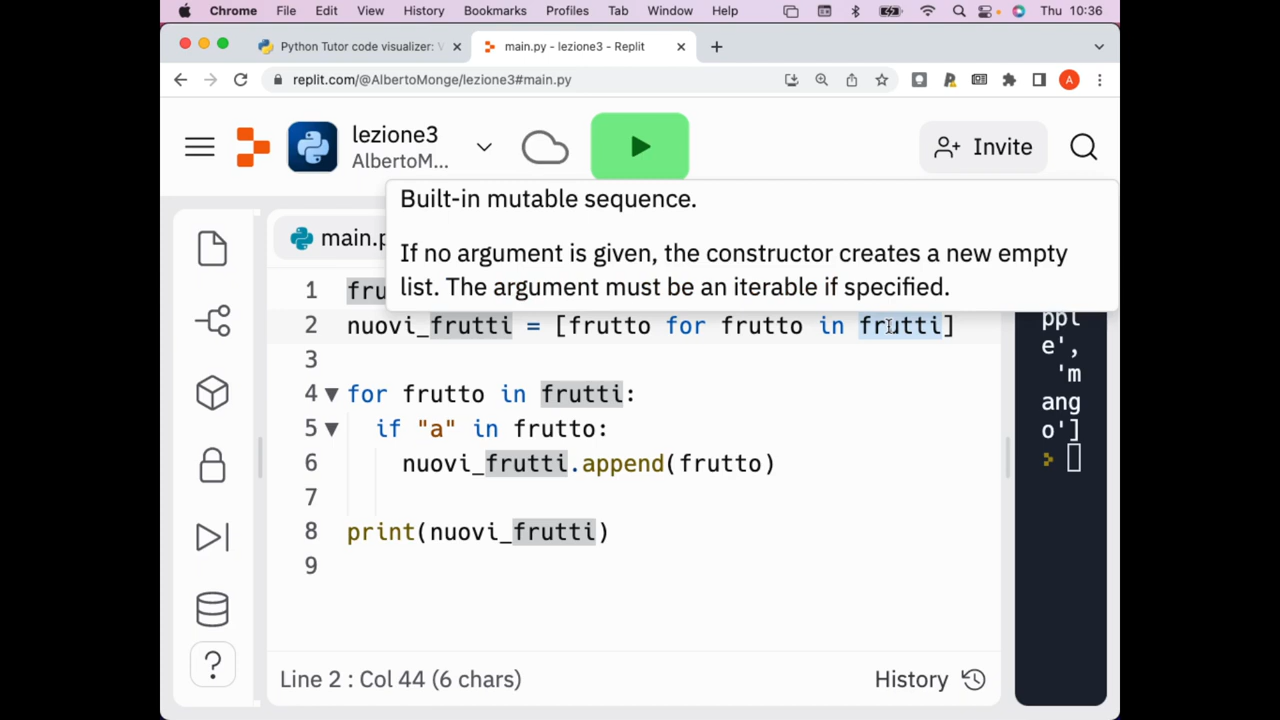 Chrome File Edit View History Bookmarks Profiles Tab Window Help Thu 10:36
Python Tutor code visualizer: V main.py - lezione3 - Replit
replit.com/@AlbertoMonge/lezione3#main.py A
lezione3
AlbertoM...
Invite
Built-in mutable sequence.
main.p
If no argument is given, the constructor creates a new empty
list. The argument must be an iterable if specified.
1 fru
2 nuovi_frutti = [frutto for frutto in frutti]
3
4 for frutto in frutti:
5 if "a" in frutto:
6 nuovi_frutti.append(frutto)
7
8 print(nuovi_frutti)
9
ppl
e',
'm
ang
o']
Line 2 : Col 44 (6 chars)
History